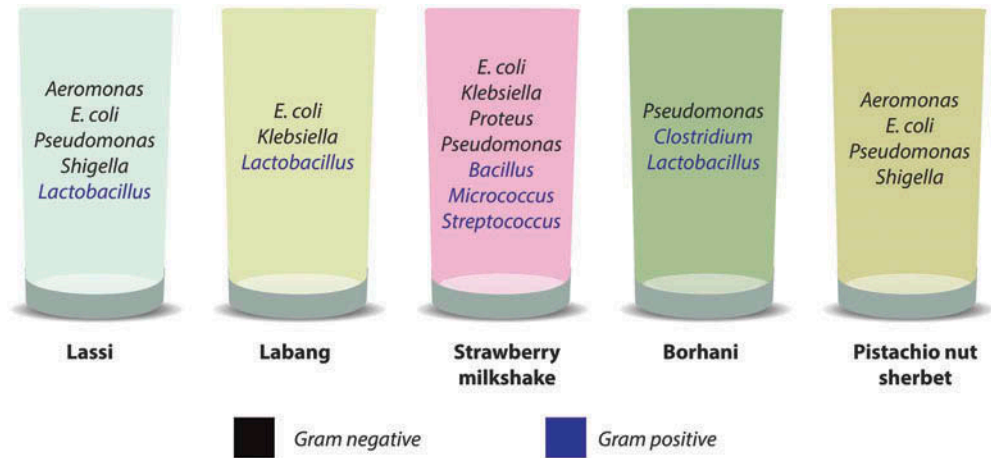 Aeromonas
E. coli
Pseudomonas
Shigella
Lactobacillus
E. coli
Klebsiella
Lactobacillus
E. coli
Klebsiella
Proteus
Pseudomonas
Bacillus
Micrococcus
Streptococcus
Pseudomonas
Clostridium
Lactobacillus
Aeromonas
E. coli
Pseudomonas
Shigella
Lassi
Labang
Strawberry
milkshake
Borhani
Pistachio nut
sherbet
Gram negative
Gram positive